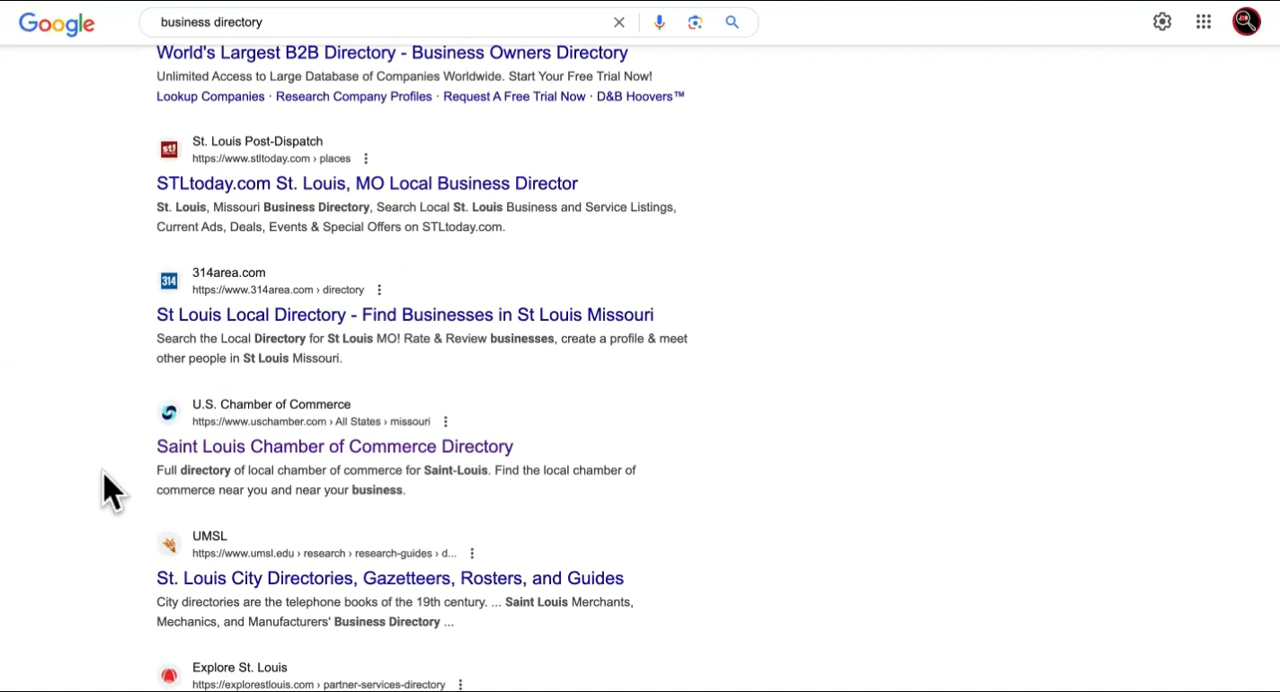 Google
business directory
World's Largest B2B Directory - Business Owners Directory
Unlimited Access to Large Database of Companies Worldwide. Start Your Free Trial Now!
Lookup Companies · Research Company Profiles · Request A Free Trial Now · D&B Hoovers™
st!
St. Louis Post-Dispatch
https://www.stltoday.com › places
STLtoday.com St. Louis, MO Local Business Director
St. Louis, Missouri Business Directory, Search Local St. Louis Business and Service Listings,
Current Ads, Deals, Events & Special Offers on STLtoday.com.
314
314area.com
https://www.314area.com › directory
St Louis Local Directory - Find Businesses in St Louis Missouri
Search the Local Directory for St Louis MO! Rate & Review businesses, create a profile & meet
other people in St Louis Missouri.
U.S. Chamber of Commerce
https://www.uschamber.com › All States › missouri
Saint Louis Chamber of Commerce Directory
Full directory of local chamber of commerce for Saint-Louis. Find the local chamber of
commerce near you and near your business.
UMSL
https://www.umsl.edu › research › research-guides › d...
St. Louis City Directories, Gazetteers, Rosters, and Guides
City directories are the telephone books of the 19th century. ... Saint Louis Merchants,
Mechanics, and Manufacturers' Business Directory ...
Explore St. Louis
https://explorestlouis.com › partner-services-directory